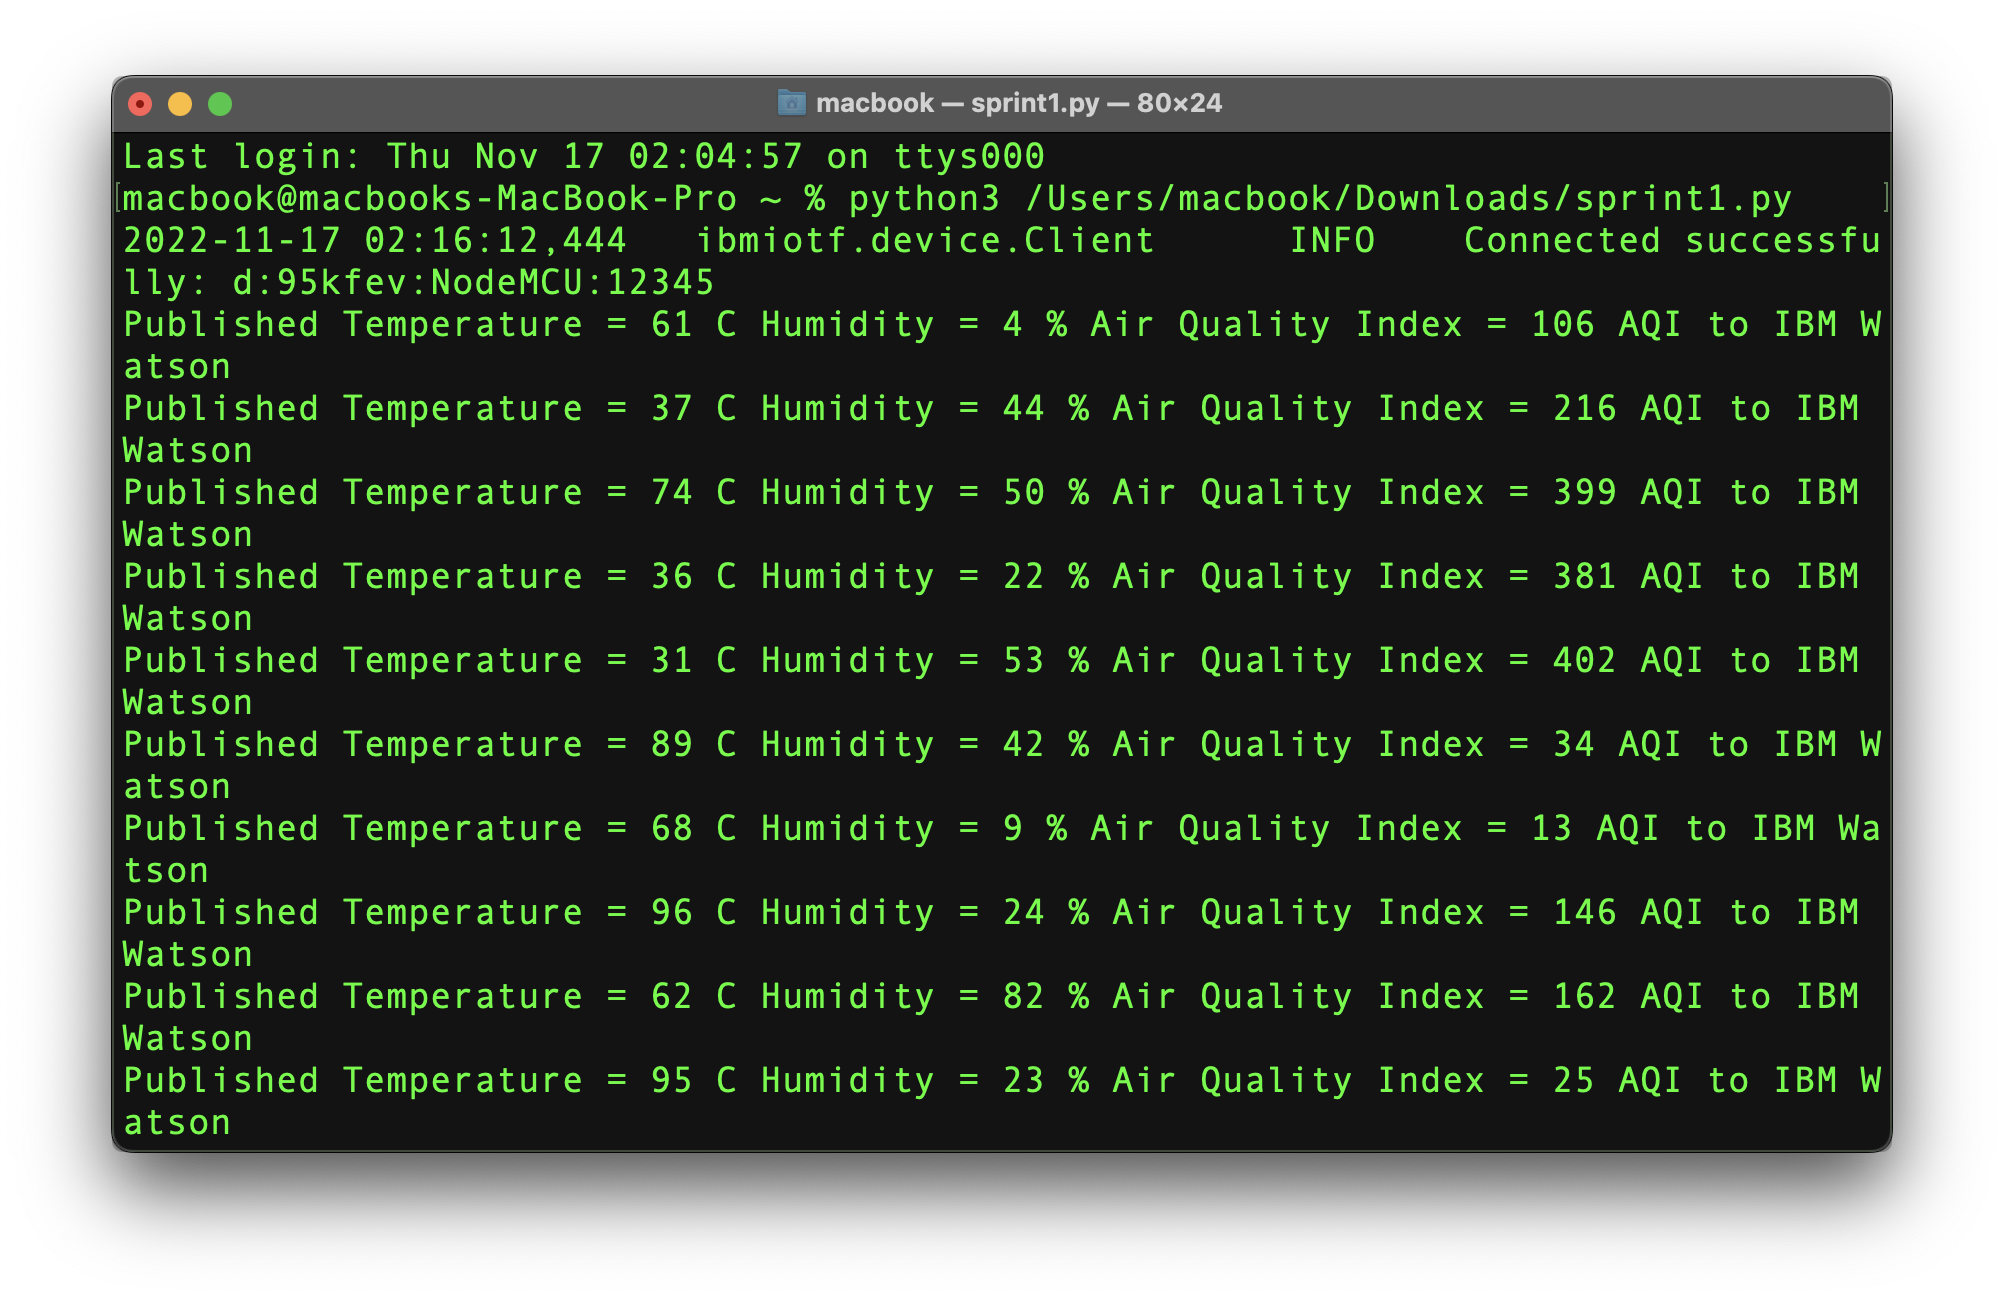 macbook — sprint1.py — 80×24
Last login: Thu Nov 17 02:04:57 on ttys000
[macbook@macbooks-MacBook-Pro ~ % python3 /Users/macbook/Downloads/sprint1.py    ]
2022-11-17 02:16:12,444   ibmiotf.device.Client      INFO    Connected successfu
lly: d:95kfev:NodeMCU:12345
Published Temperature = 61 C Humidity = 4 % Air Quality Index = 106 AQI to IBM W
atson
Published Temperature = 37 C Humidity = 44 % Air Quality Index = 216 AQI to IBM
Watson
Published Temperature = 74 C Humidity = 50 % Air Quality Index = 399 AQI to IBM
Watson
Published Temperature = 36 C Humidity = 22 % Air Quality Index = 381 AQI to IBM
Watson
Published Temperature = 31 C Humidity = 53 % Air Quality Index = 402 AQI to IBM
Watson
Published Temperature = 89 C Humidity = 42 % Air Quality Index = 34 AQI to IBM W
atson
Published Temperature = 68 C Humidity = 9 % Air Quality Index = 13 AQI to IBM Wa
tson
Published Temperature = 96 C Humidity = 24 % Air Quality Index = 146 AQI to IBM
Watson
Published Temperature = 62 C Humidity = 82 % Air Quality Index = 162 AQI to IBM
Watson
Published Temperature = 95 C Humidity = 23 % Air Quality Index = 25 AQI to IBM W
atson